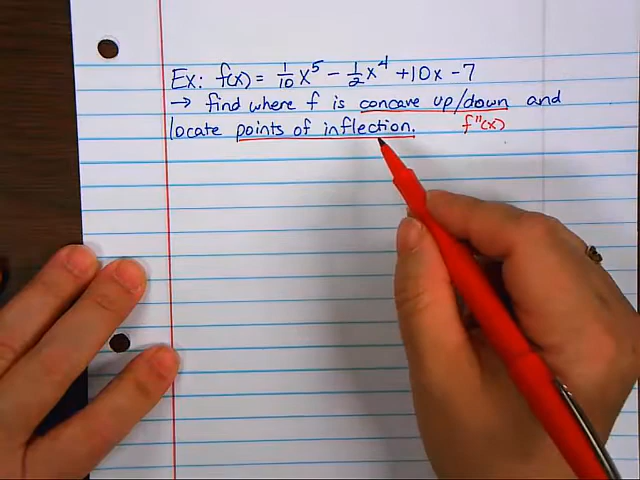 Ex: f(x) = 1/10 x^5 - 1/2 x^4 + 10x - 7
→ find where f is concave up/down and
locate points of inflection. f"(x)